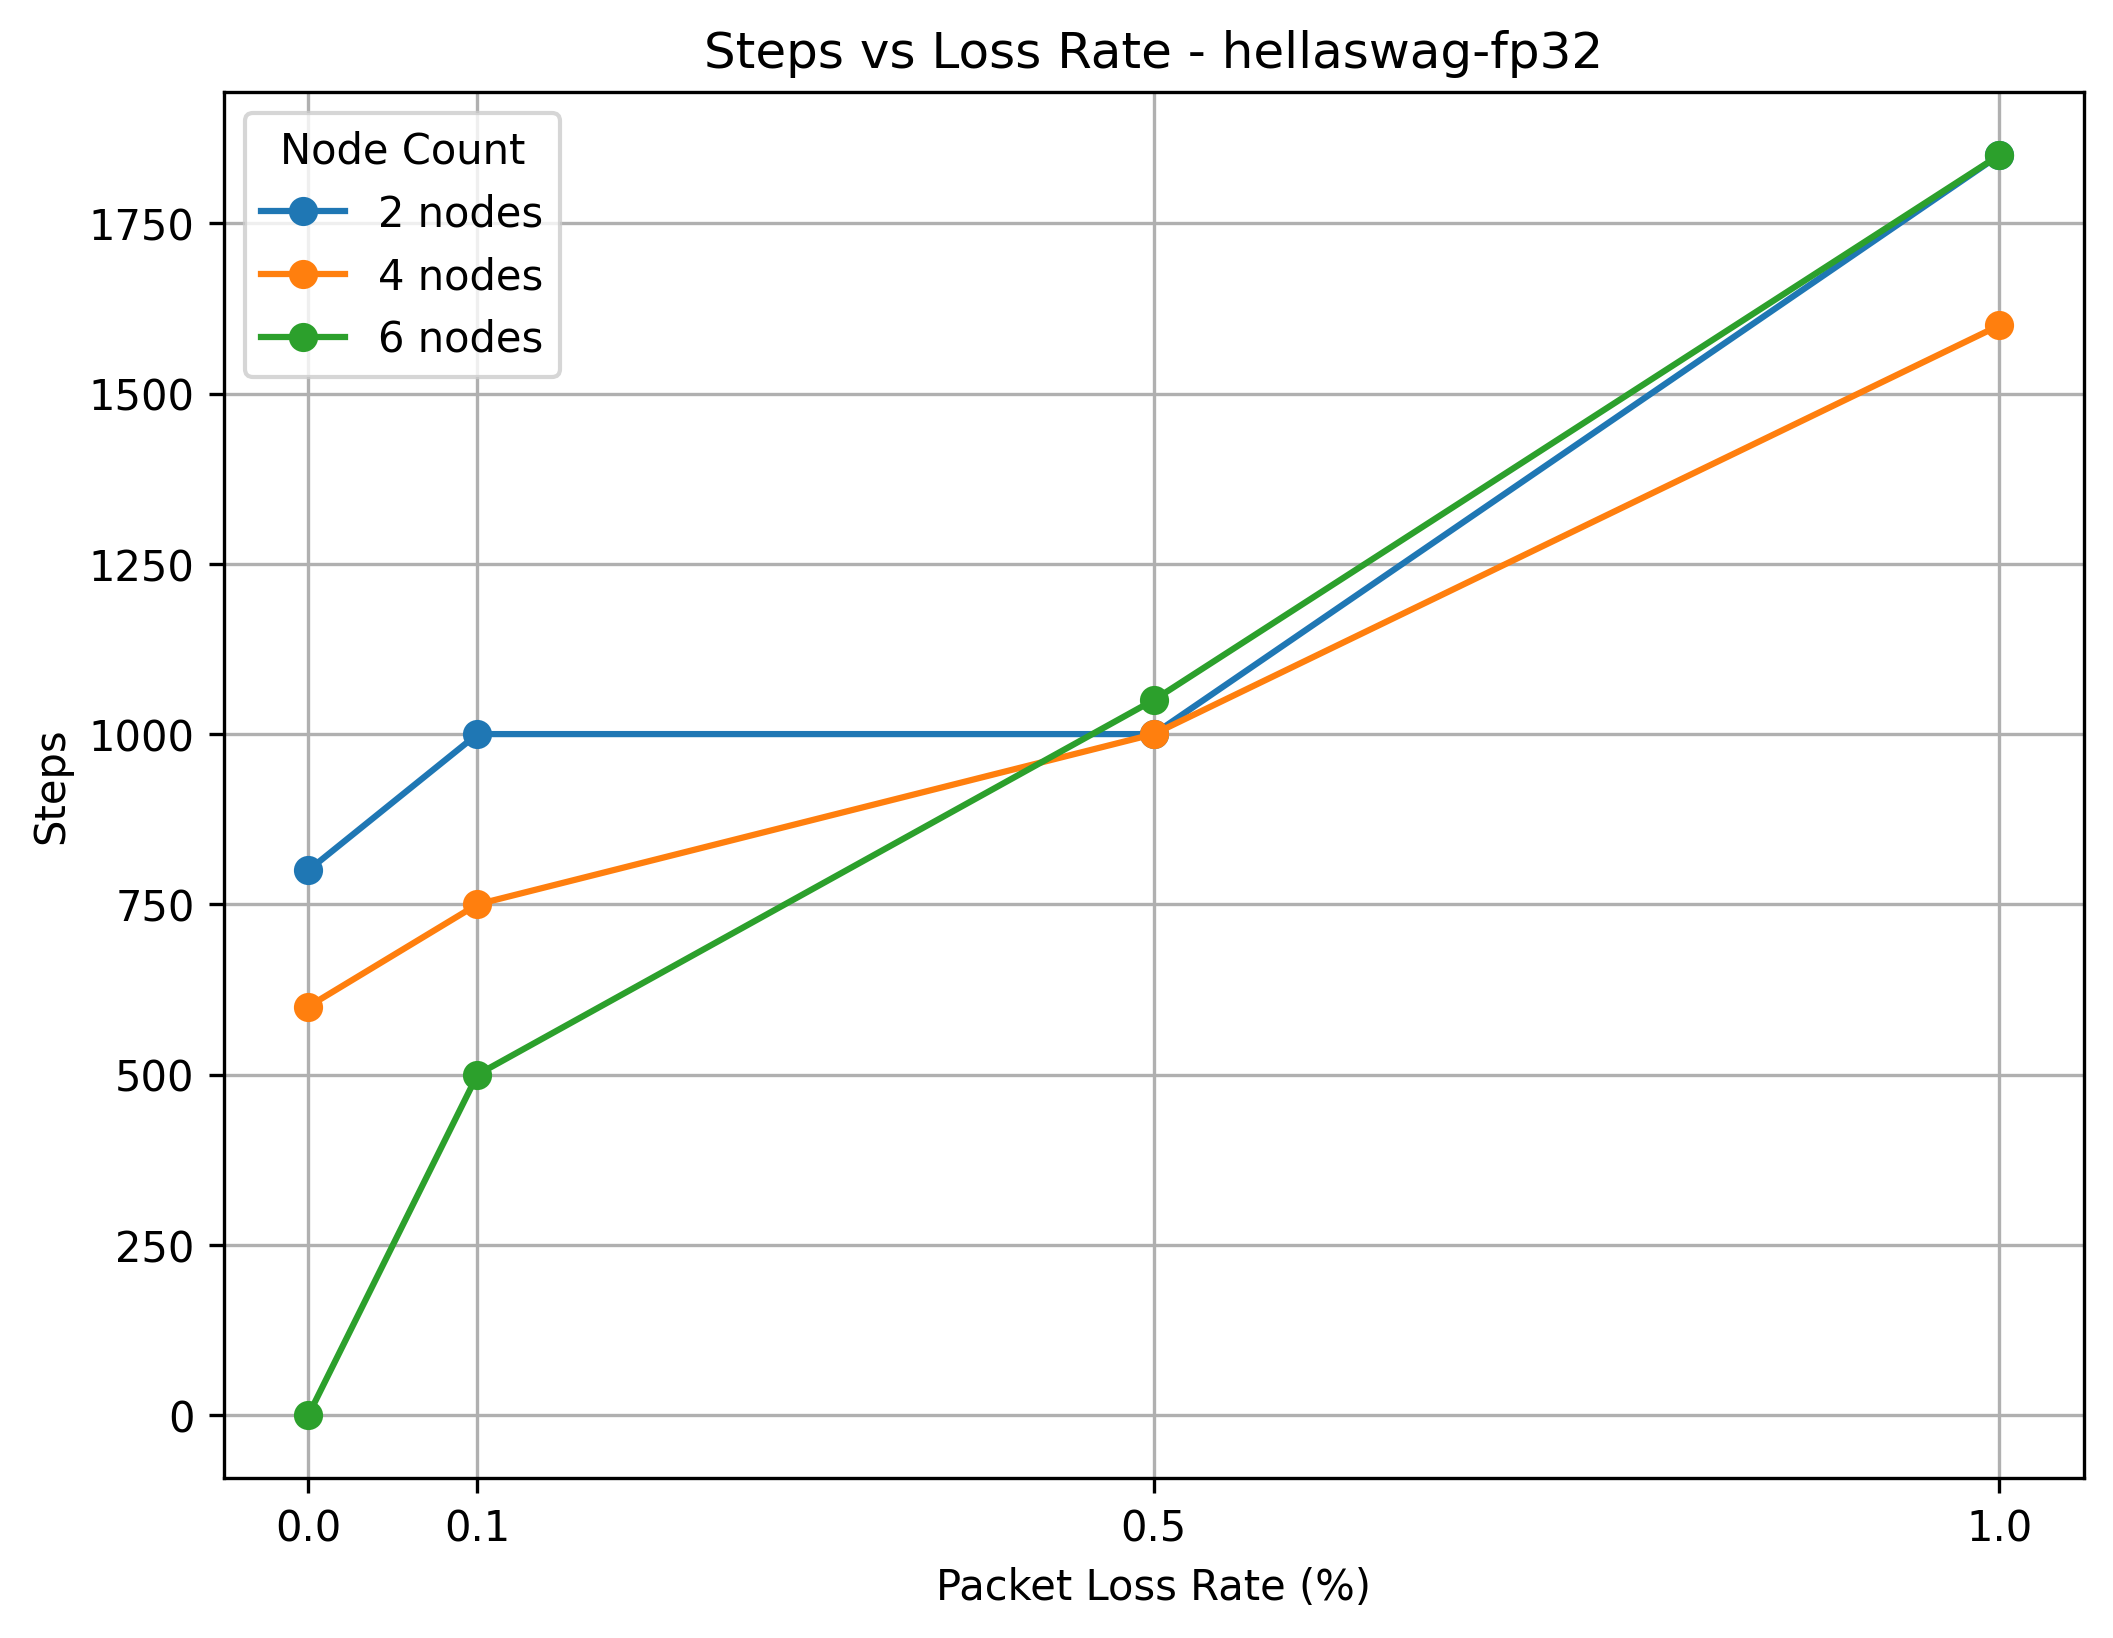 Steps vs Loss Rate - hellaswag-fp32
Node Count
2 nodes
4 nodes
6 nodes
1750
1500
1250
1000
750
500
250
0
Steps
0.0
0.1
0.5
1.0
Packet Loss Rate (%)